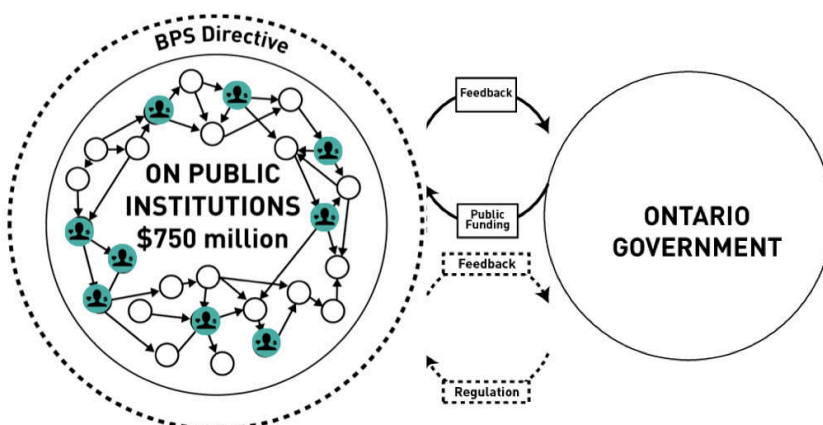 BPS Directive
ON PUBLIC
INSTITUTIONS
$750 million
Feedback
Public
Funding
Feedback
Regulation
ONTARIO
GOVERNMENT